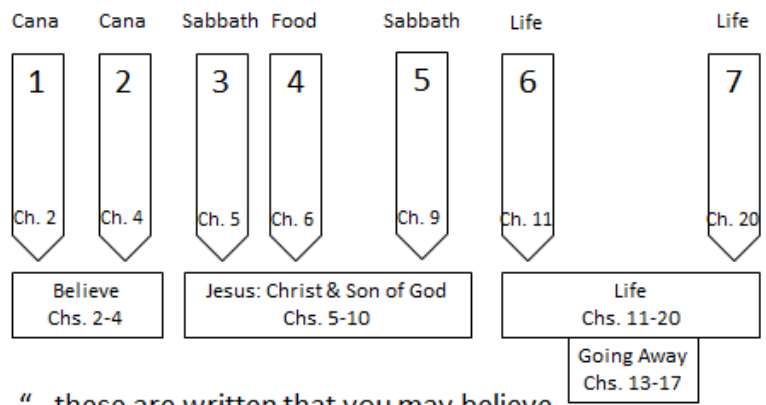 Cana Cana Sabbath Food Sabbath Life Life
1 2 3 4 5 6 7
Ch. 2 Ch. 4 Ch. 5 Ch. 6 Ch. 9 Ch. 11 Ch. 20
Believe
Chs. 2-4
Jesus: Christ & Son of God
Chs. 5-10
Life
Chs. 11-20
Going Away
Chs. 13-17
“…these are written that you may believe